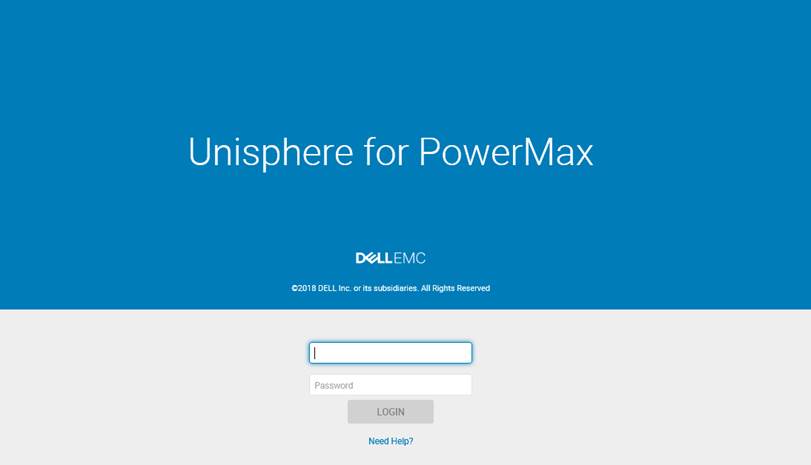 Unisphere for PowerMax
DELLEMC
©2018 DELL Inc. or its subsidiaries. All Rights Reserved
Password
LOGIN
Need Help?